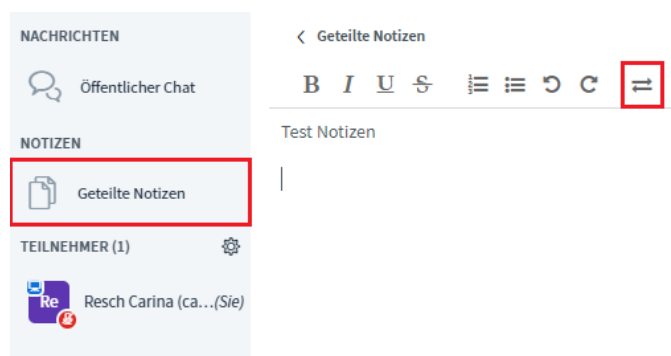 NACHRICHTEN
Öffentlicher Chat
NOTIZEN
Geteilte Notizen
TEILNEHMER (1)
Re
Resch Carina (ca...(Sie)
Geteilte Notizen
B I U S
Test Notizen